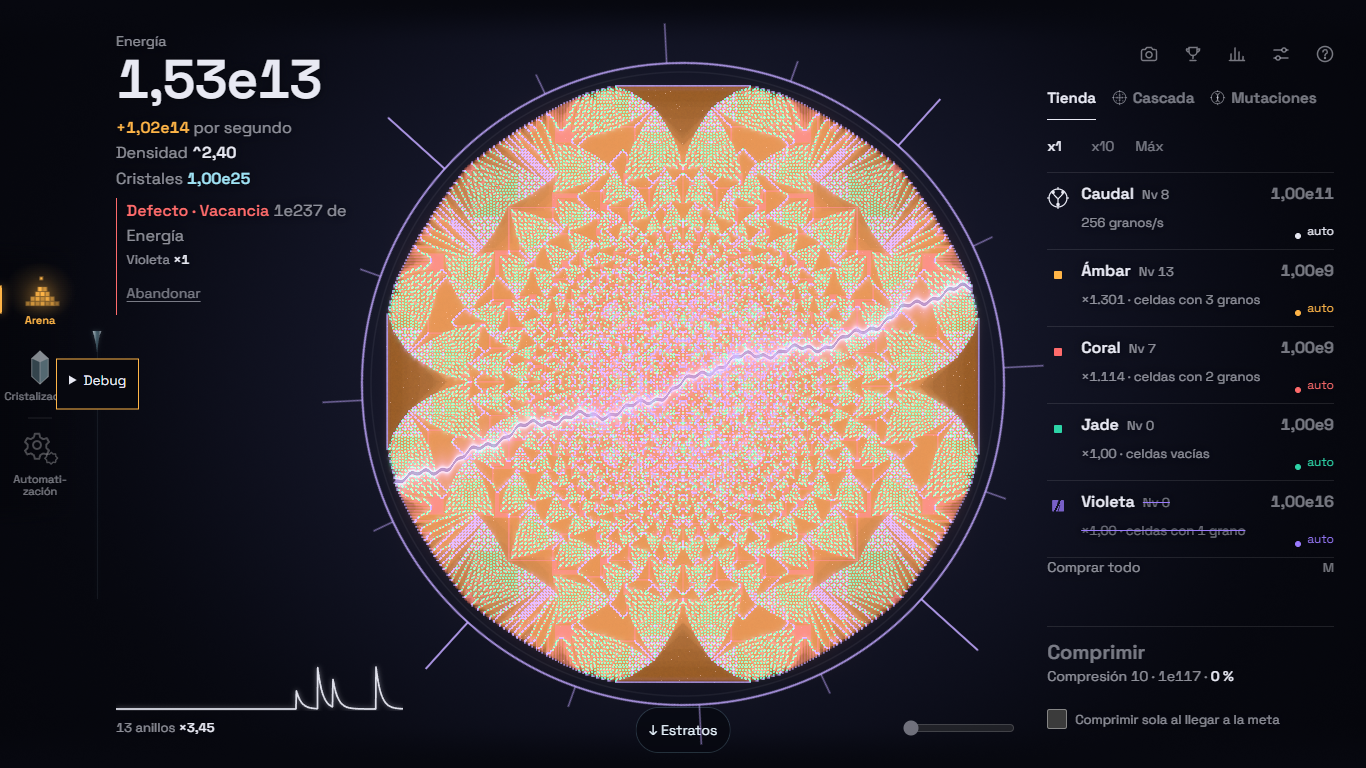 Energía
1,53e13
+1,02e14 por segundo
Densidad ^2,40
Cristales 1,00e25
Defecto · Vacancia 1e237 de
Energía
Violeta ×1
Abandonar
Arena
Debug
Automati-
zación
13 anillos ×3,45
↓ Estratos
Tienda Cascada Mutaciones
x1 x10 Máx
Caudal Nv 8 1,00e11
256 granos/s auto
Ámbar Nv 13 1,00e9
×1.301 · celdas con 3 granos auto
Coral Nv 7 1,00e9
×1.114 · celdas con 2 granos auto
Jade Nv 0 1,00e9
×1,00 · celdas vacías auto
Violeta Nv 0 1,00e16
×1,00 · celdas con 1 grano auto
Comprar todo M
Comprimir
Compresión 10 · 1e117 · 0 %
Comprimir sola al llegar a la meta